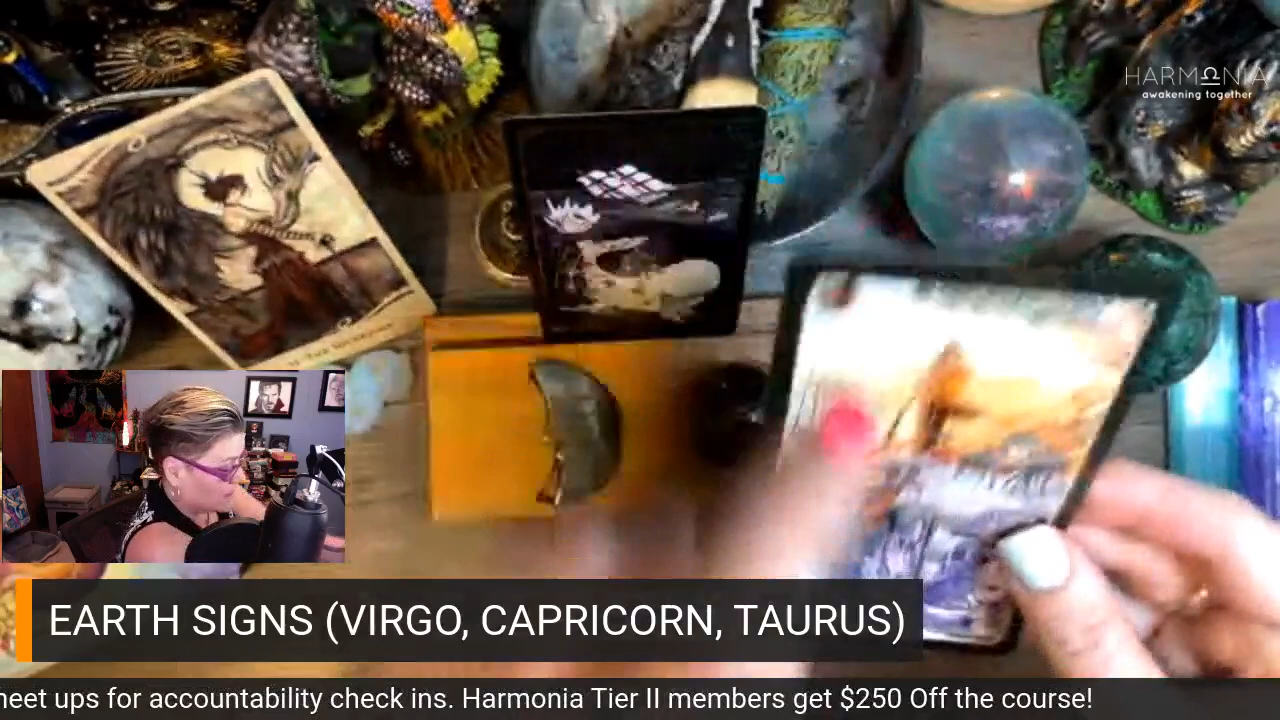 HARMONIA
awakening together
EARTH SIGNS (VIRGO, CAPRICORN, TAURUS)
meet ups for accountability check ins. Harmonia Tier II members get $250 Off the course!